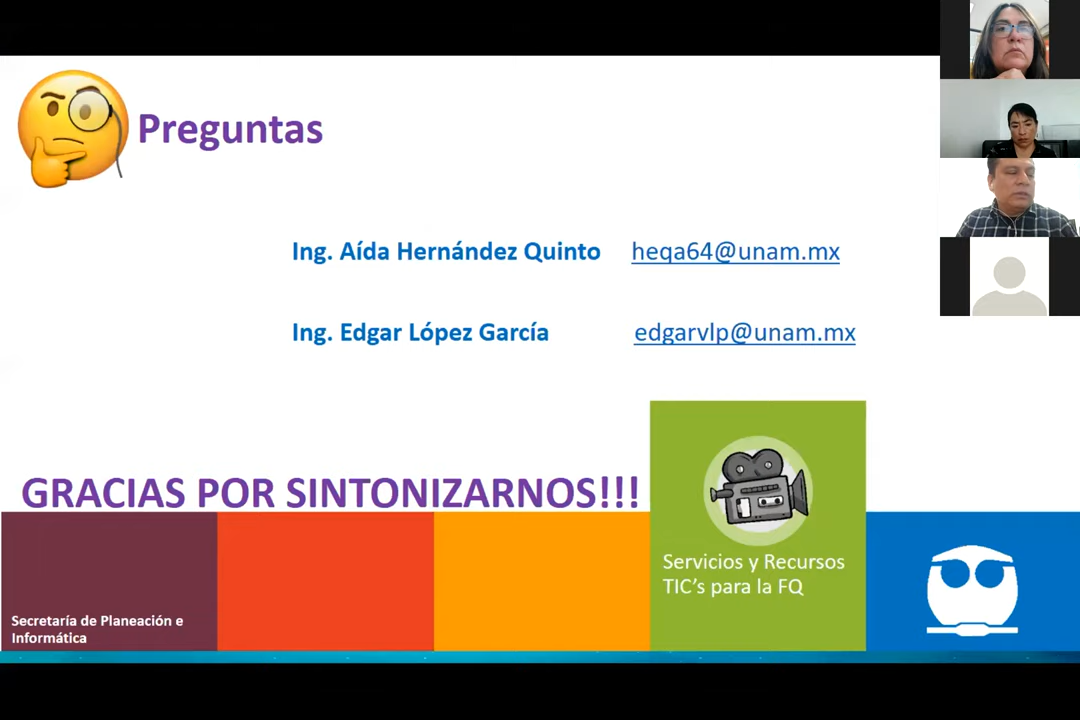 Preguntas
Ing. Aída Hernández Quinto heqa64@unam.mx
Ing. Edgar López García edgarvlp@unam.mx
GRACIAS POR SINTONIZARNOS!!!
Servicios y Recursos
TIC's para la FQ
Secretaría de Planeación e
Informática